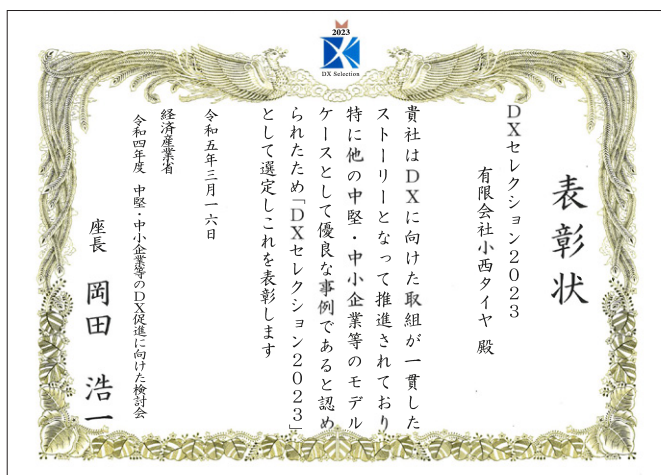 2023
DX Selection
表彰状
DXセレクション2023
有限会社小西タイヤ 殿
貴社はDXに向けた取組が一貫した
ストーリーとなって推進されており
特に他の中堅・中小企業等のモデル
ケースとして優良な事例であると認め
られたため「DXセレクション2023」
として選定しこれを表彰します
令和五年三月一六日
経済産業省
令和四年度 中堅・中小企業等のDX促進に向けた検討会
座長 岡田 浩一